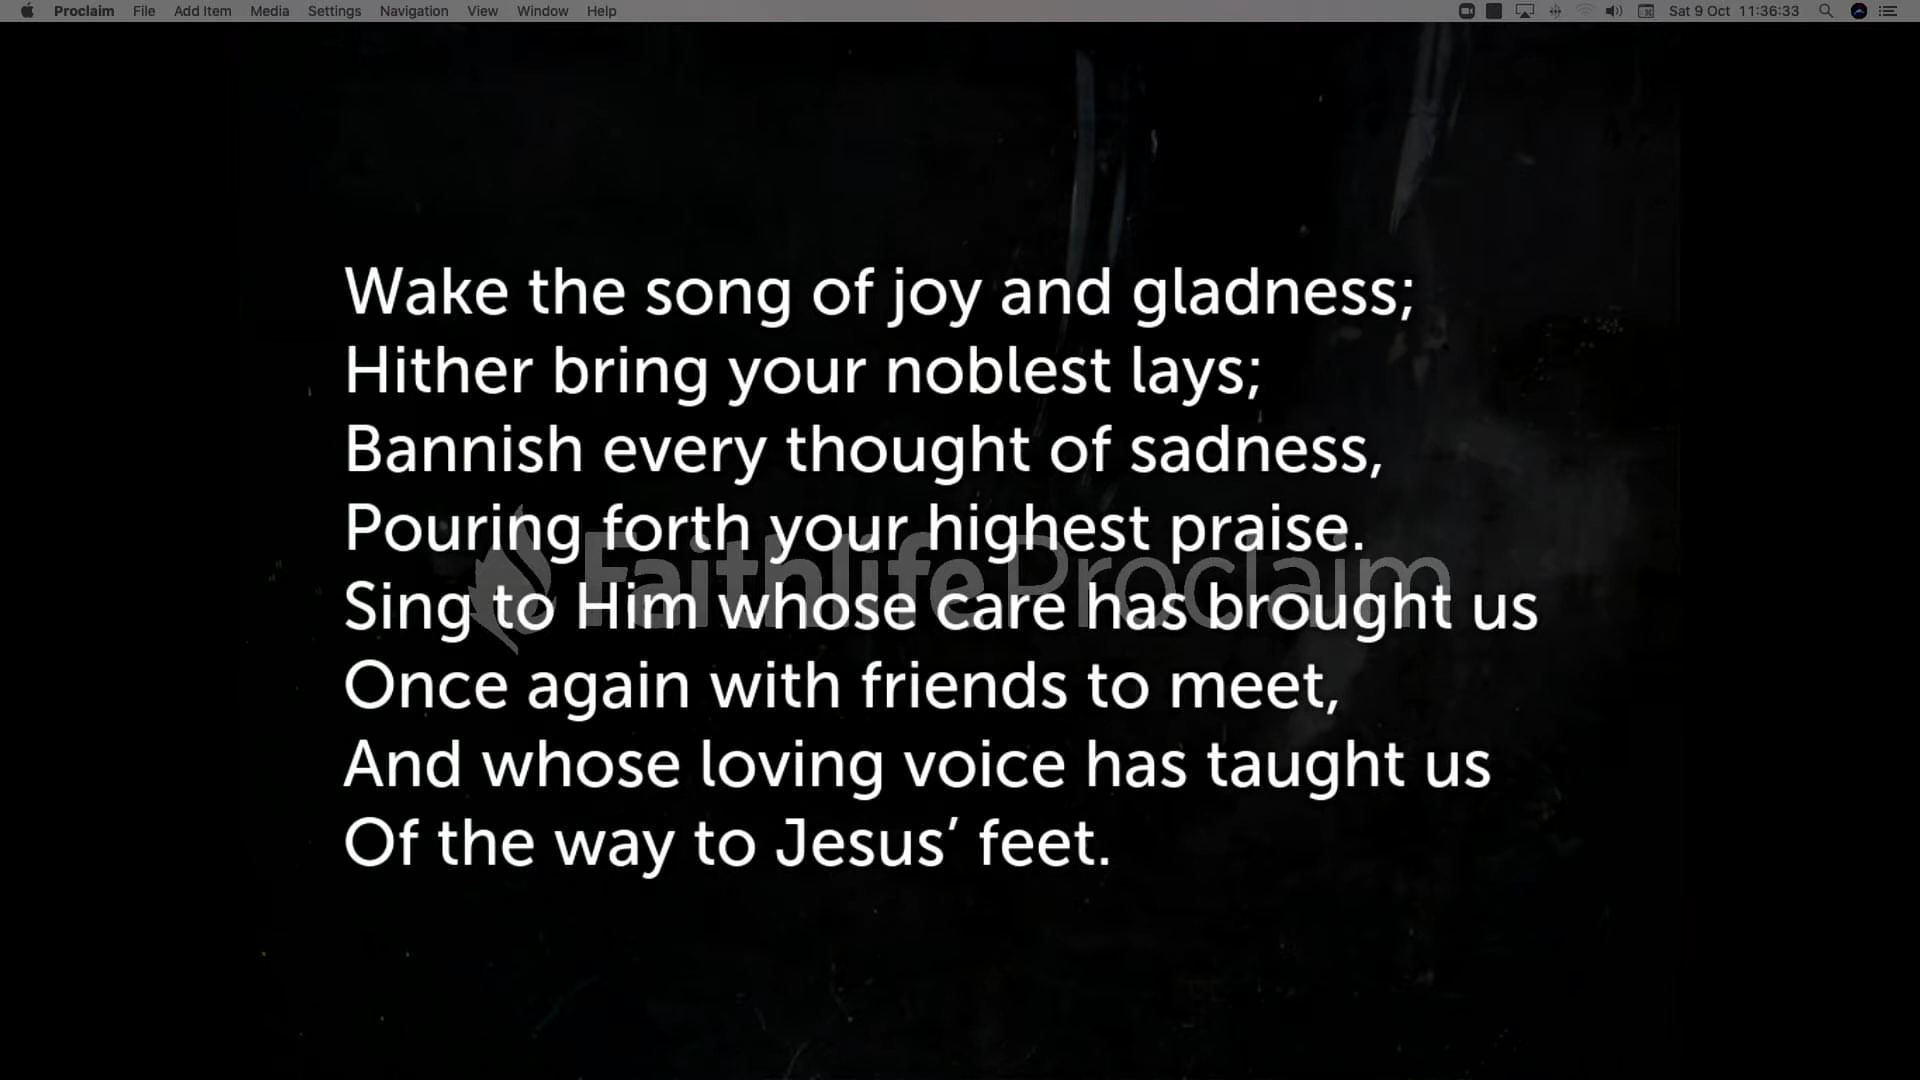 Proclaim File Add Item Media Settings Navigation View Window Help Sat 9 Oct 11:36:33
Wake the song of joy and gladness;
Hither bring your noblest lays;
Bannish every thought of sadness,
Pouring forth your highest praise.
Faithlife Proclaim
Sing to Him whose care has brought us
Once again with friends to meet,
And whose loving voice has taught us
Of the way to Jesus’ feet.